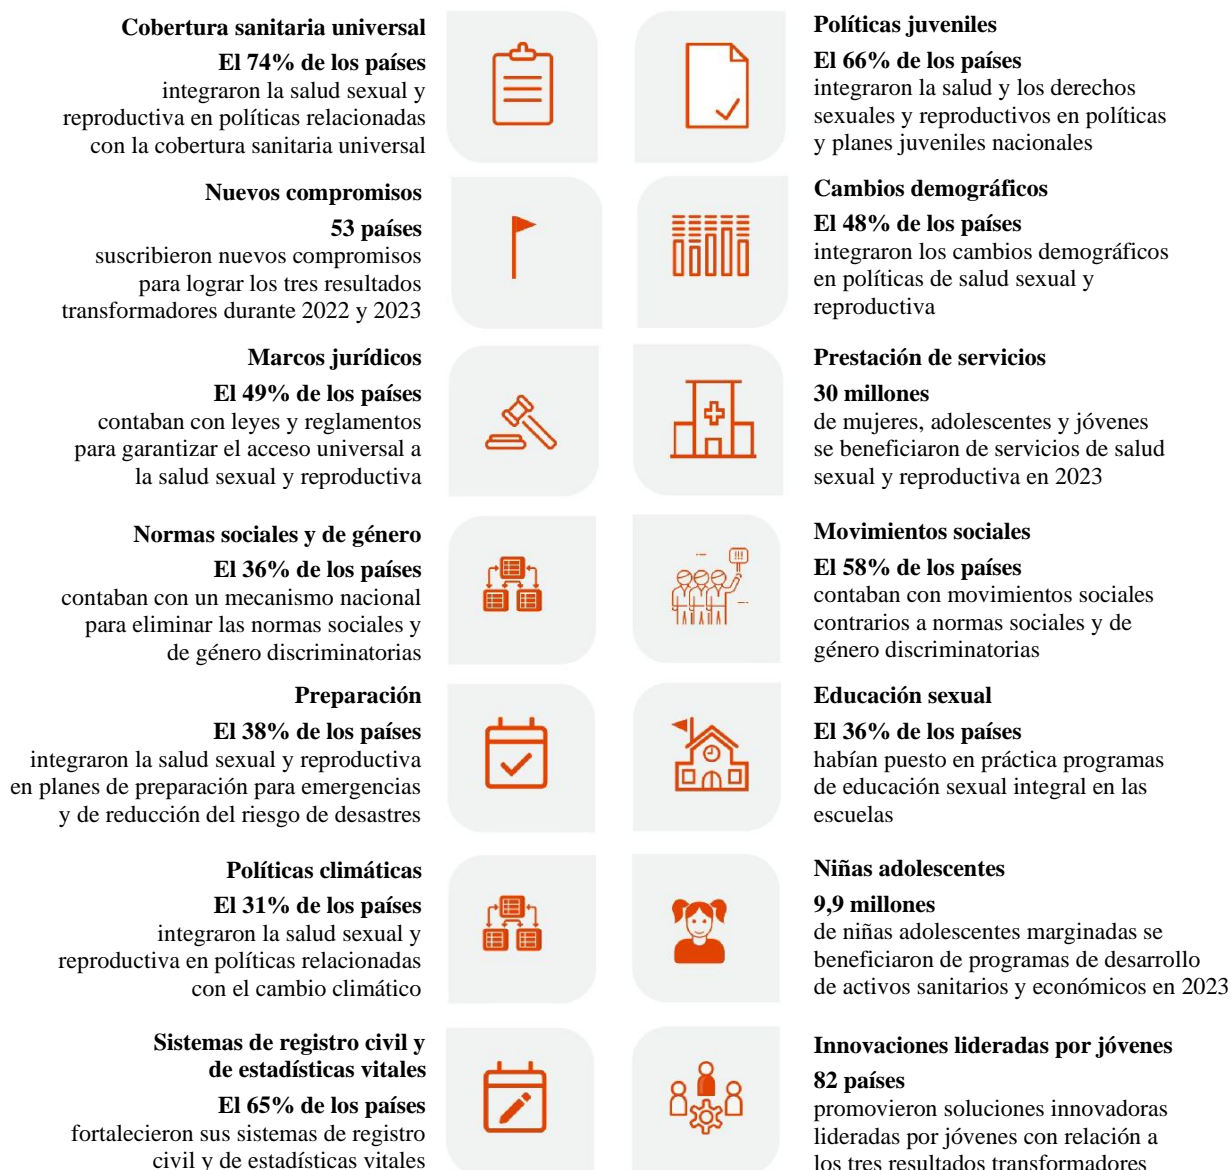 Cobertura sanitaria universal
El 74% de los países
integraron la salud sexual y
reproductiva en políticas relacionadas
con la cobertura sanitaria universal
Políticas juveniles
El 66% de los países
integraron la salud y los derechos
sexuales y reproductivos en políticas
y planes juveniles nacionales
Nuevos compromisos
53 países
suscribieron nuevos compromisos
para lograr los tres resultados
transformadores durante 2022 y 2023
Cambios demográficos
El 48% de los países
integraron los cambios demográficos
en políticas de salud sexual y
reproductiva
Marcos jurídicos
El 49% de los países
contaban con leyes y reglamentos
para garantizar el acceso universal a
la salud sexual y reproductiva
Prestación de servicios
30 millones
de mujeres, adolescentes y jóvenes
se beneficiaron de servicios de salud
sexual y reproductiva en 2023
Normas sociales y de género
El 36% de los países
contaban con un mecanismo nacional
para eliminar las normas sociales y
de género discriminatorias
Movimientos sociales
El 58% de los países
contaban con movimientos sociales
contrarios a normas sociales y de
género discriminatorias
Preparación
El 38% de los países
integraron la salud sexual y reproductiva
en planes de preparación para emergencias
y de reducción del riesgo de desastres
Educación sexual
El 36% de los países
habían puesto en práctica programas
de educación sexual integral en las
escuelas
Políticas climáticas
El 31% de los países
integraron la salud sexual y
reproductiva en políticas relacionadas
con el cambio climático
Niñas adolescentes
9,9 millones
de niñas adolescentes marginadas se
beneficiaron de programas de desarrollo
de activos sanitarios y económicos en 2023
Sistemas de registro civil y
de estadísticas vitales
El 65% de los países
fortalecieron sus sistemas de registro
civil y de estadísticas vitales
Innovaciones lideradas por jóvenes
82 países
promovieron soluciones innovadoras
lideradas por jóvenes con relación a
los tres resultados transformadores